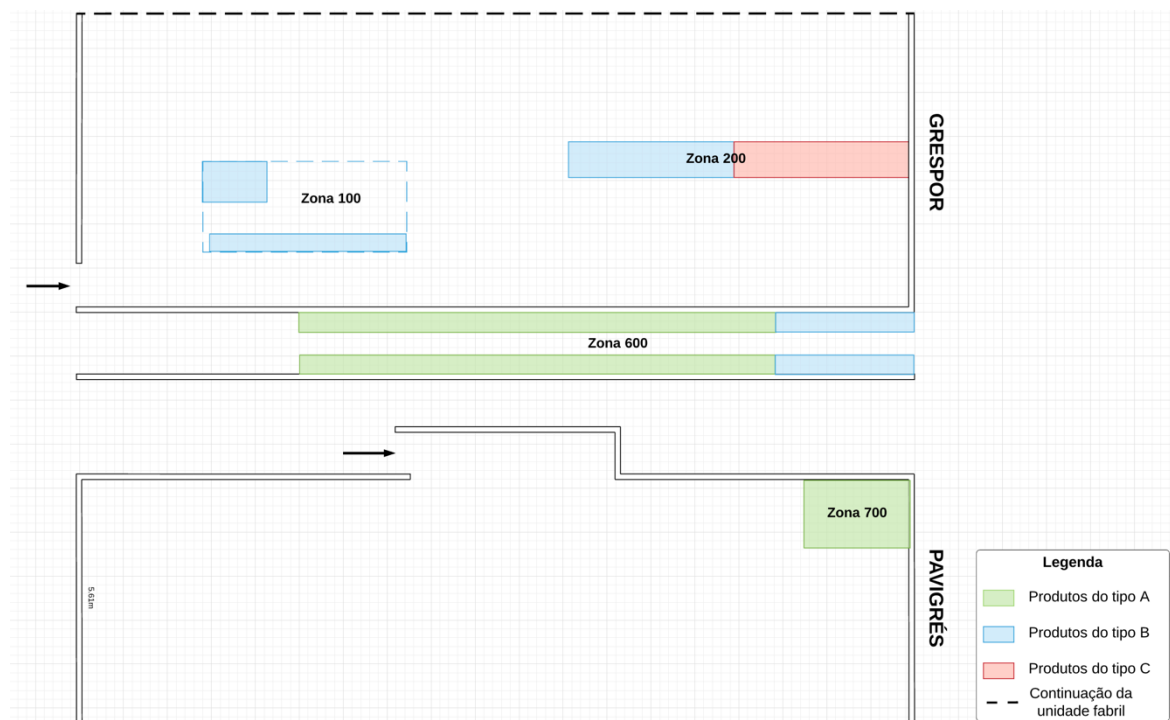 GRESPOR
Zona 200
Zona 100
Zona 600
Zona 700
PAVIGRÉS
5.61m
Legenda
Produtos do tipo A
Produtos do tipo B
Produtos do tipo C
Continuação da
unidade fabril